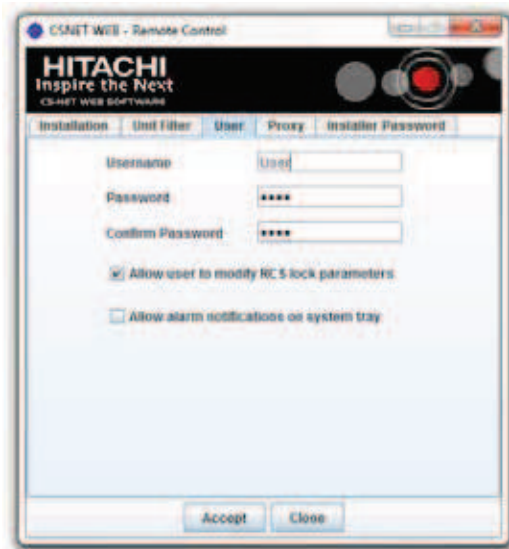 CSNET WEB - Remote Control
HITACHI
Inspire the Next
CS-NET WEB SOFTWARE
Installation Unit Filter User Proxy Installer Password
Username User
Password ••••
Confirm Password ••••
Allow user to modify RCS lock parameters
Allow alarm notifications on system tray
Accept Close